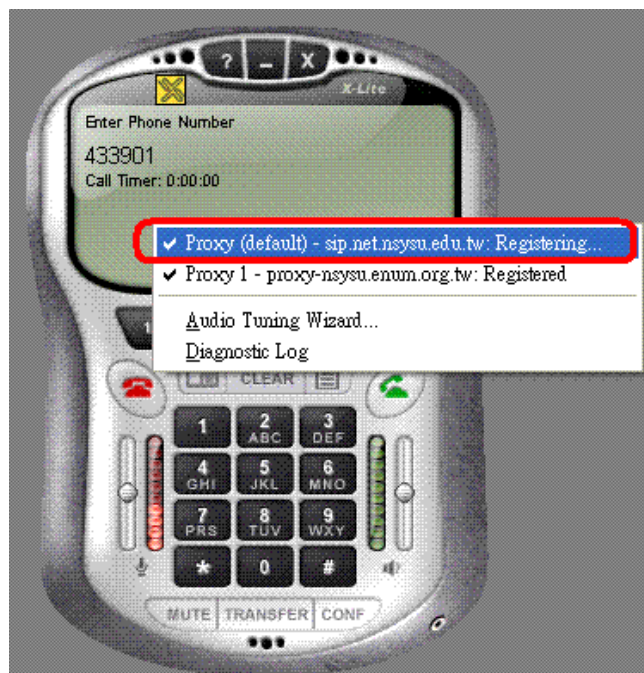 ? – X
X-Lite
Enter Phone Number
433901
Call Timer: 0:00:00
✔ Proxy (default) - sip.net.nsysu.edu.tw: Registering...
✔ Proxy 1 - proxy-nsysu.enum.org.tw: Registered
Audio Tuning Wizard...
Diagnostic Log
1
CLEAR
1 2 ABC 3 DEF
4 GHI 5 JKL 6 MNO
7 PRS 8 TUV 9 WXY
* 0 #
MUTE TRANSFER CONF